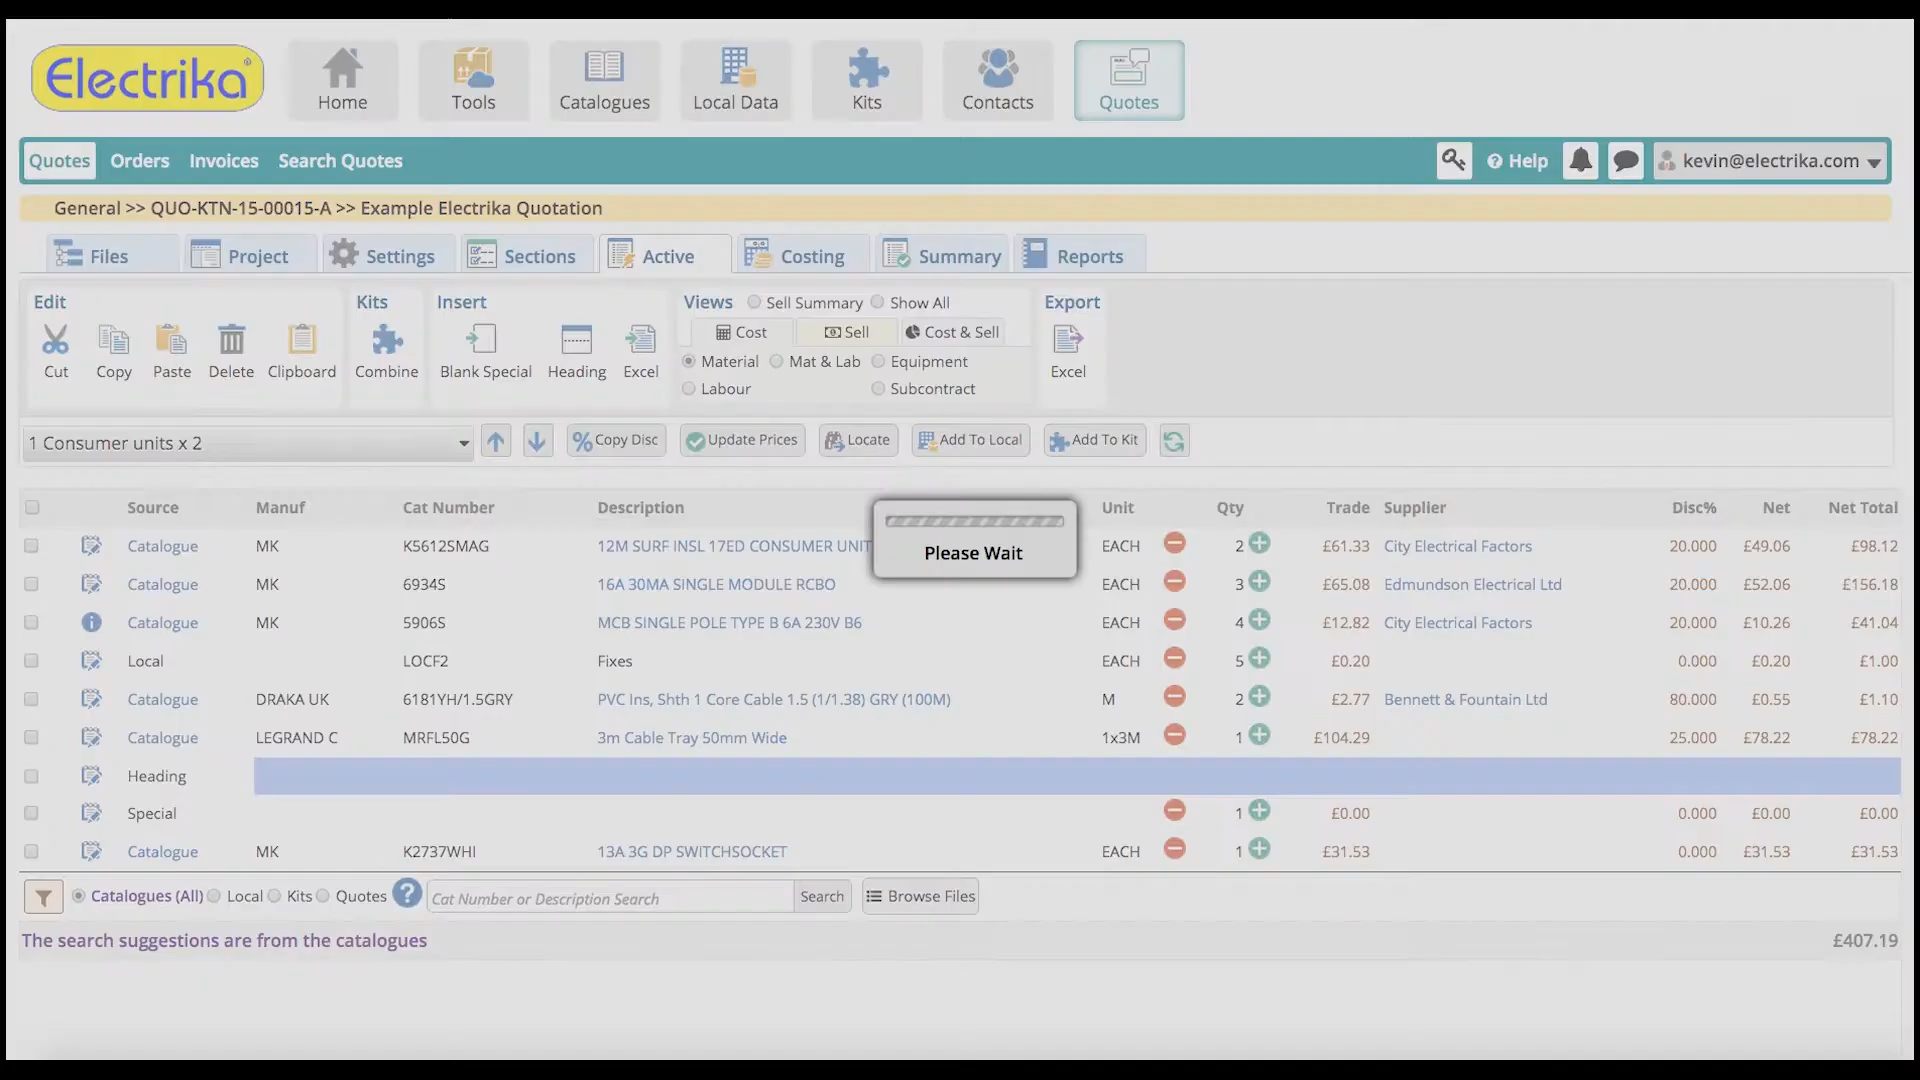 Electrika®
Home
Tools
Catalogues
Local Data
Kits
Contacts
Quotes
Quotes Orders Invoices Search Quotes
Help
kevin@electrika.com
General >> QUO-KTN-15-00015-A >> Example Electrika Quotation
Files Project Settings Sections Active Costing Summary Reports
Edit
Cut Copy Paste Delete Clipboard
Kits
Combine
Insert
Blank Special Heading Excel
Views Sell Summary Show All
Cost Sell Cost & Sell
Material Mat & Lab Equipment
Labour Subcontract
Export
Excel
1 Consumer units x 2
Copy Disc Update Prices Locate Add To Local Add To Kit
Source Manuf Cat Number Description Unit Qty Trade Supplier Disc% Net Net Total
Catalogue MK K5612SMAG 12M SURF INSL 17ED CONSUMER UNIT EACH 2 £61.33 City Electrical Factors 20.000 £49.06 £98.12
Please Wait
Catalogue MK 6934S 16A 30MA SINGLE MODULE RCBO EACH 3 £65.08 Edmundson Electrical Ltd 20.000 £52.06 £156.18
Catalogue MK 5906S MCB SINGLE POLE TYPE B 6A 230V B6 EACH 4 £12.82 City Electrical Factors 20.000 £10.26 £41.04
Local LOCF2 Fixes EACH 5 £0.20 0.000 £0.20 £1.00
Catalogue DRAKA UK 6181YH/1.5GRY PVC Ins, Shth 1 Core Cable 1.5 (1/1.38) GRY (100M) M 2 £2.77 Bennett & Fountain Ltd 80.000 £0.55 £1.10
Catalogue LEGRAND C MRFL50G 3m Cable Tray 50mm Wide 1x3M 1 £104.29 25.000 £78.22 £78.22
Heading
Special 1 £0.00 0.000 £0.00 £0.00
Catalogue MK K2737WHI 13A 3G DP SWITCHSOCKET EACH 1 £31.53 0.000 £31.53 £31.53
Catalogues (All) Local Kits Quotes ? Cat Number or Description Search Search Browse Files
The search suggestions are from the catalogues £407.19